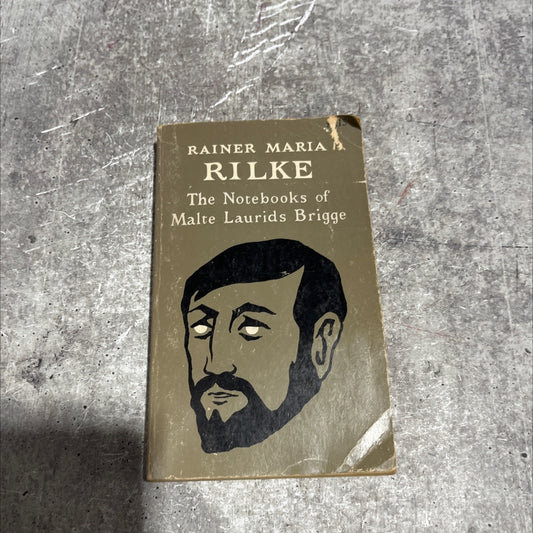 RAINER MARIA
RILKE
The Notebooks of
Malte Laurids Brigge